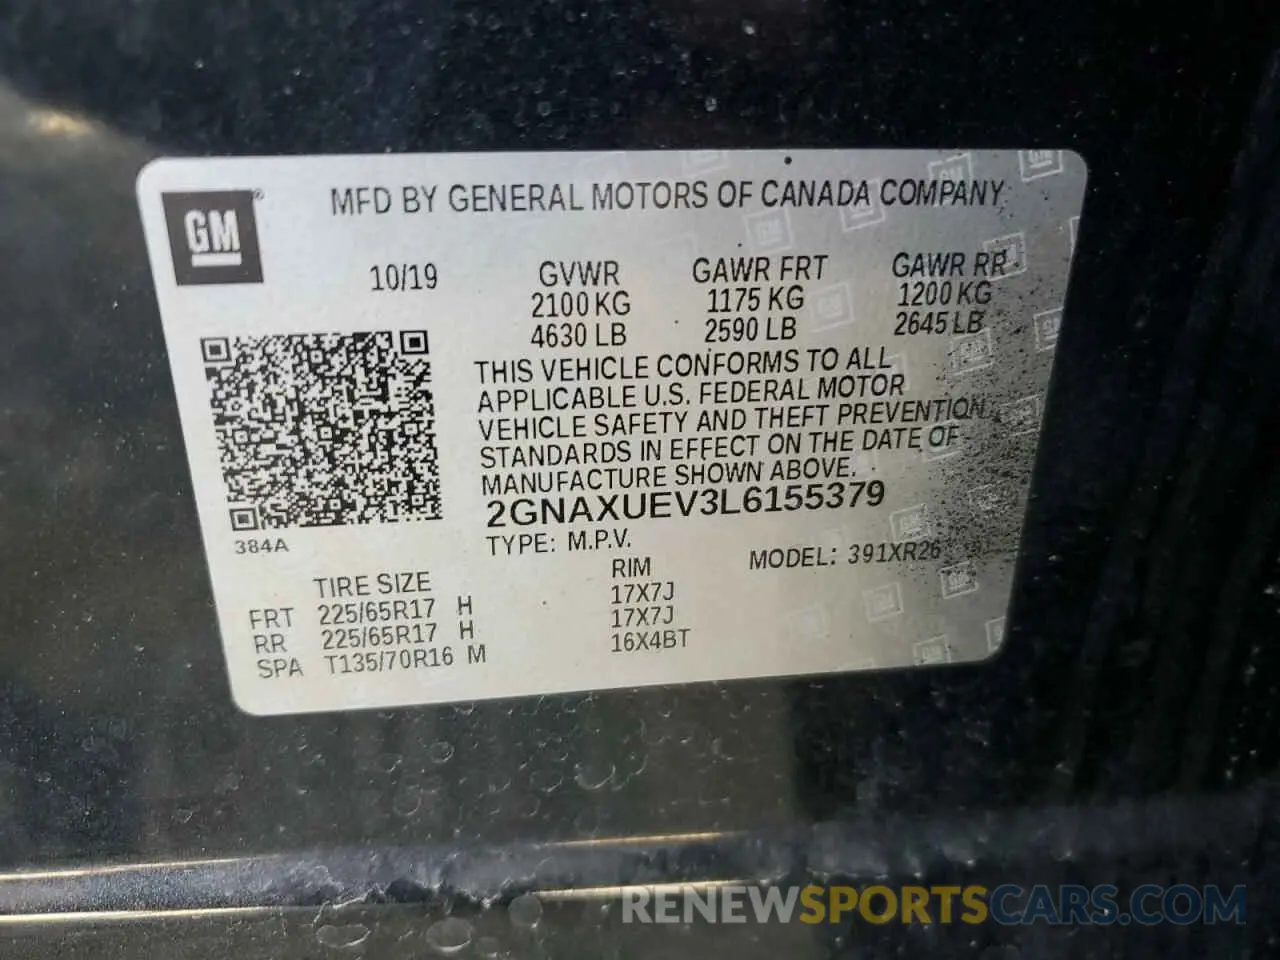 GM®
MFD BY GENERAL MOTORS OF CANADA COMPANY
10/19 GVWR GAWR FRT GAWR RR
2100 KG 1175 KG 1200 KG
4630 LB 2590 LB 2645 LB
THIS VEHICLE CONFORMS TO ALL
APPLICABLE U.S. FEDERAL MOTOR
VEHICLE SAFETY AND THEFT PREVENTION
STANDARDS IN EFFECT ON THE DATE OF
MANUFACTURE SHOWN ABOVE.
2GNAXUEV3L6155379
384A
TYPE: M.P.V.
MODEL: 391XR26
TIRE SIZE RIM
FRT 225/65R17 H 17X7J
RR 225/65R17 H 17X7J
SPA T135/70R16 M 16X4BT
RENEWSPORTSCARS.COM